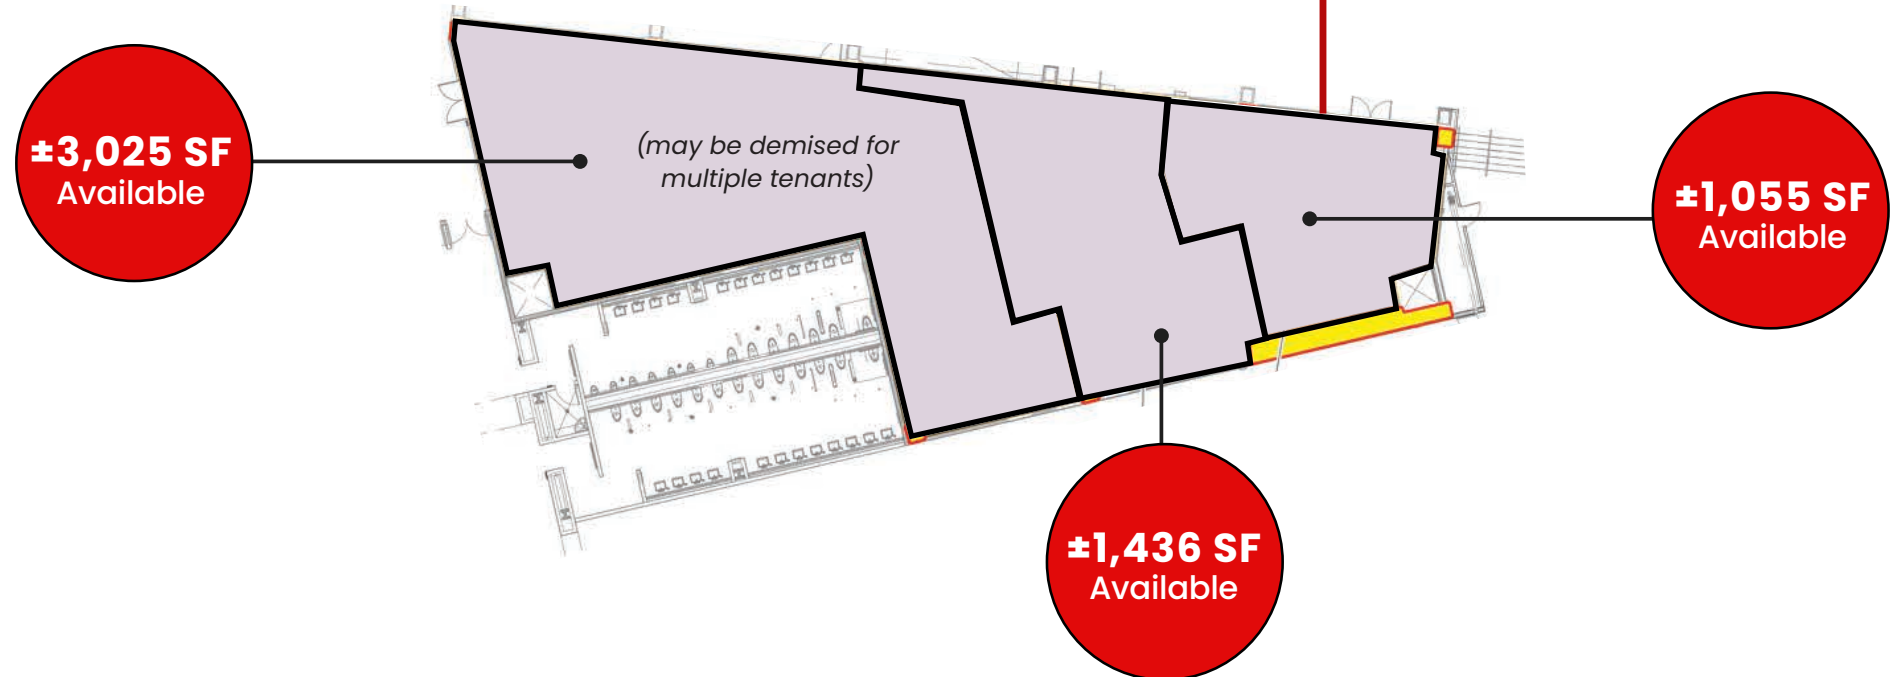 ±3,025 SF
Available
(may be demised for
multiple tenants)
±1,055 SF
Available
±1,436 SF
Available